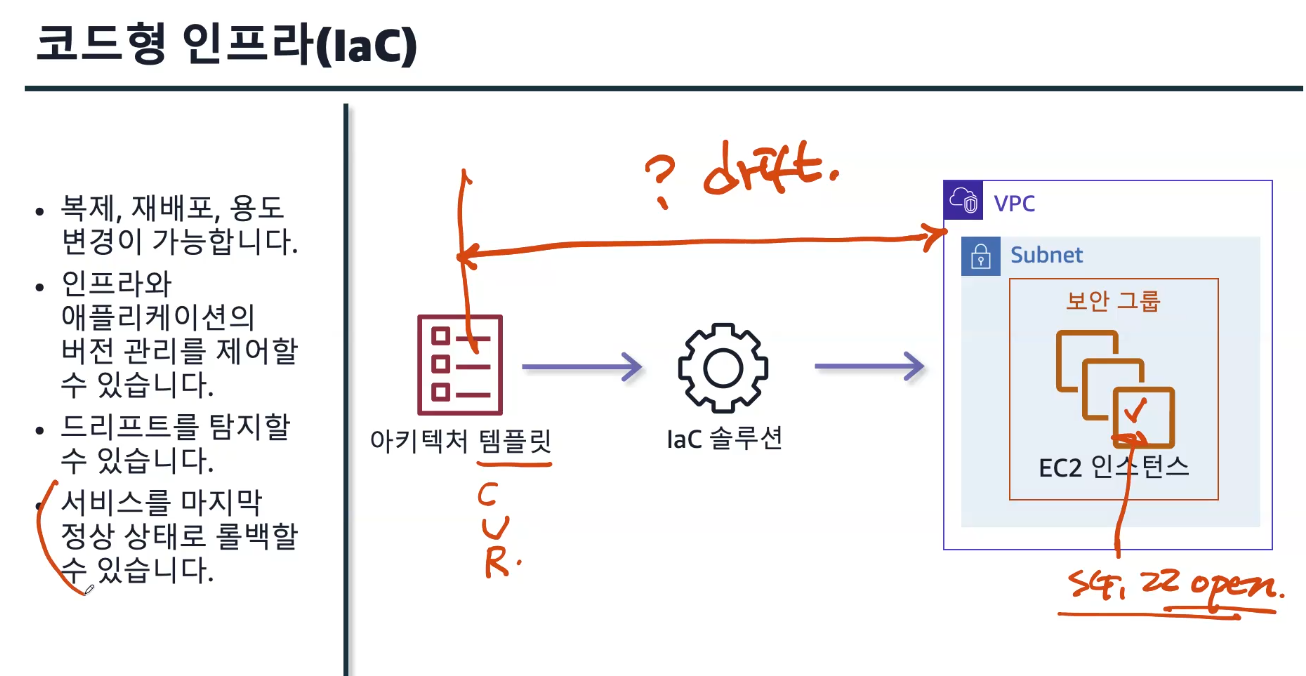 코드형 인프라(IaC)
• 복제, 재배포, 용도
변경이 가능합니다.
• 인프라와
애플리케이션의
버전 관리를 제어할
수 있습니다.
• 드리프트를 탐지할
수 있습니다.
• 서비스를 마지막
정상 상태로 롤백할
수 있습니다.
? drift.
아키텍처 템플릿
C
U
R.
IaC 솔루션
VPC
Subnet
보안 그룹
EC2 인스턴스
SG, 22 open.